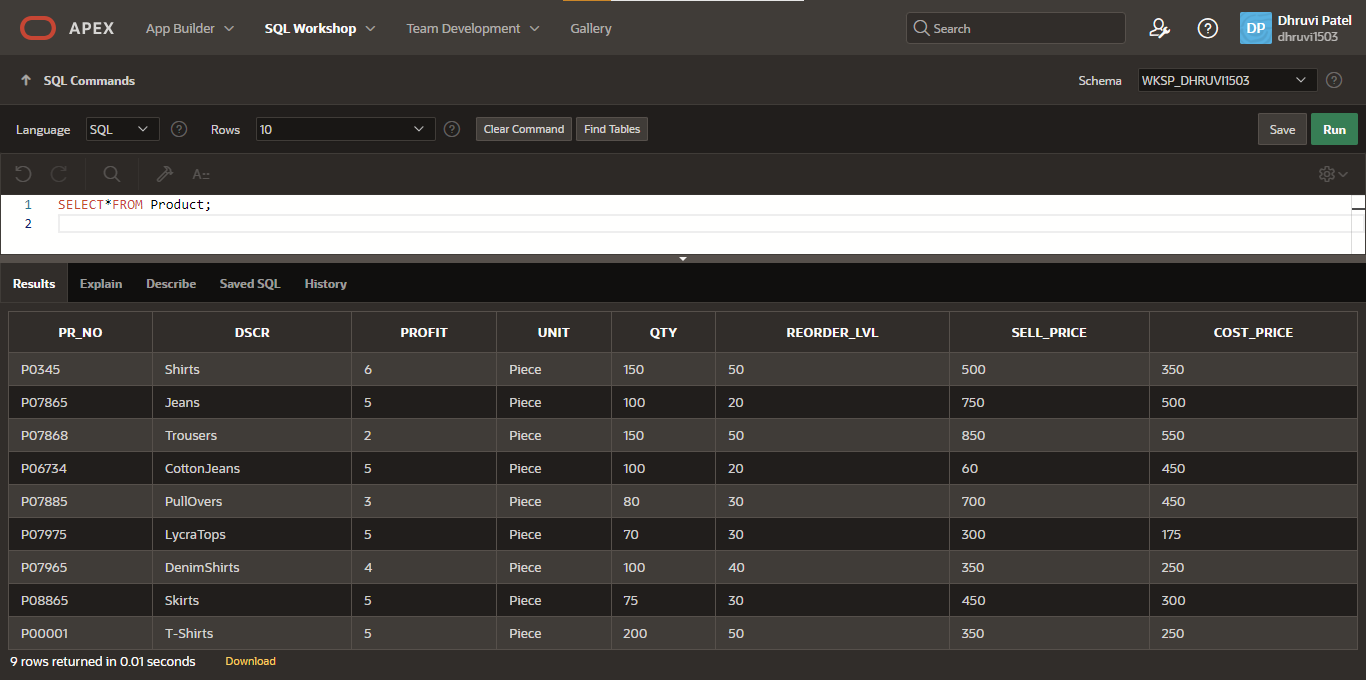 APEX App Builder SQL Workshop Team Development Gallery Search DP Dhruvi Patel
dhruvi1503
SQL Commands Schema WKSP_DHRUVI1503
Language SQL Rows 10 Clear Command Find Tables Save Run
A::
1 SELECT*FROM Product;
2
Results Explain Describe Saved SQL History
PR_NO DSCR PROFIT UNIT QTY REORDER_LVL SELL_PRICE COST_PRICE
P0345 Shirts 6 Piece 150 50 500 350
P07865 Jeans 5 Piece 100 20 750 500
P07868 Trousers 2 Piece 150 50 850 550
P06734 CottonJeans 5 Piece 100 20 60 450
P07885 PullOvers 3 Piece 80 30 700 450
P07975 LycraTops 5 Piece 70 30 300 175
P07965 DenimShirts 4 Piece 100 40 350 250
P08865 Skirts 5 Piece 75 30 450 300
P00001 T-Shirts 5 Piece 200 50 350 250
9 rows returned in 0.01 seconds Download